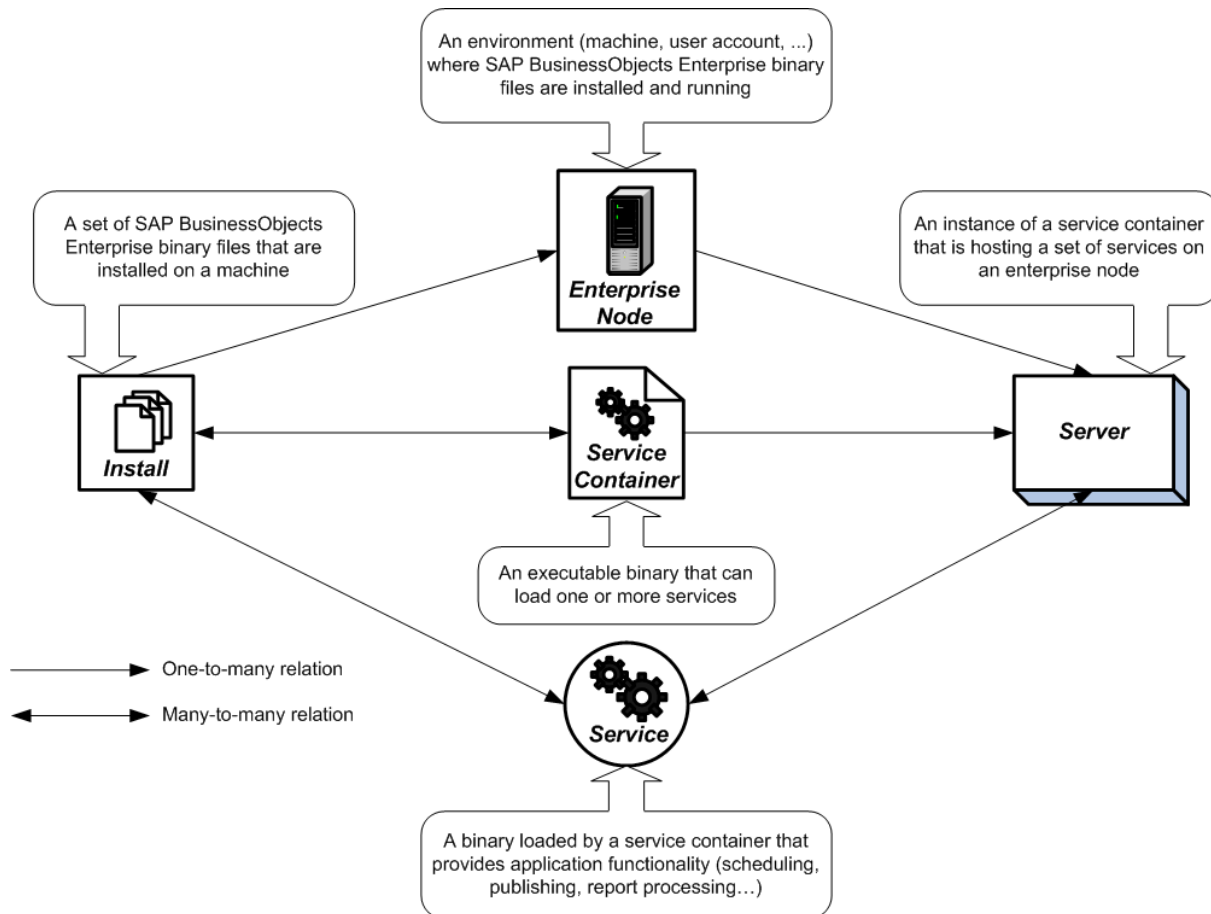 An environment (machine, user account, ...)
where SAP BusinessObjects Enterprise binary
files are installed and running
A set of SAP BusinessObjects
Enterprise binary files that are
installed on a machine
An instance of a service container
that is hosting a set of services on
an enterprise node
Enterprise
Node
Install
Service
Container
Server
An executable binary that can
load one or more services
One-to-many relation
Many-to-many relation
Service
A binary loaded by a service container that
provides application functionality (scheduling,
publishing, report processing…)